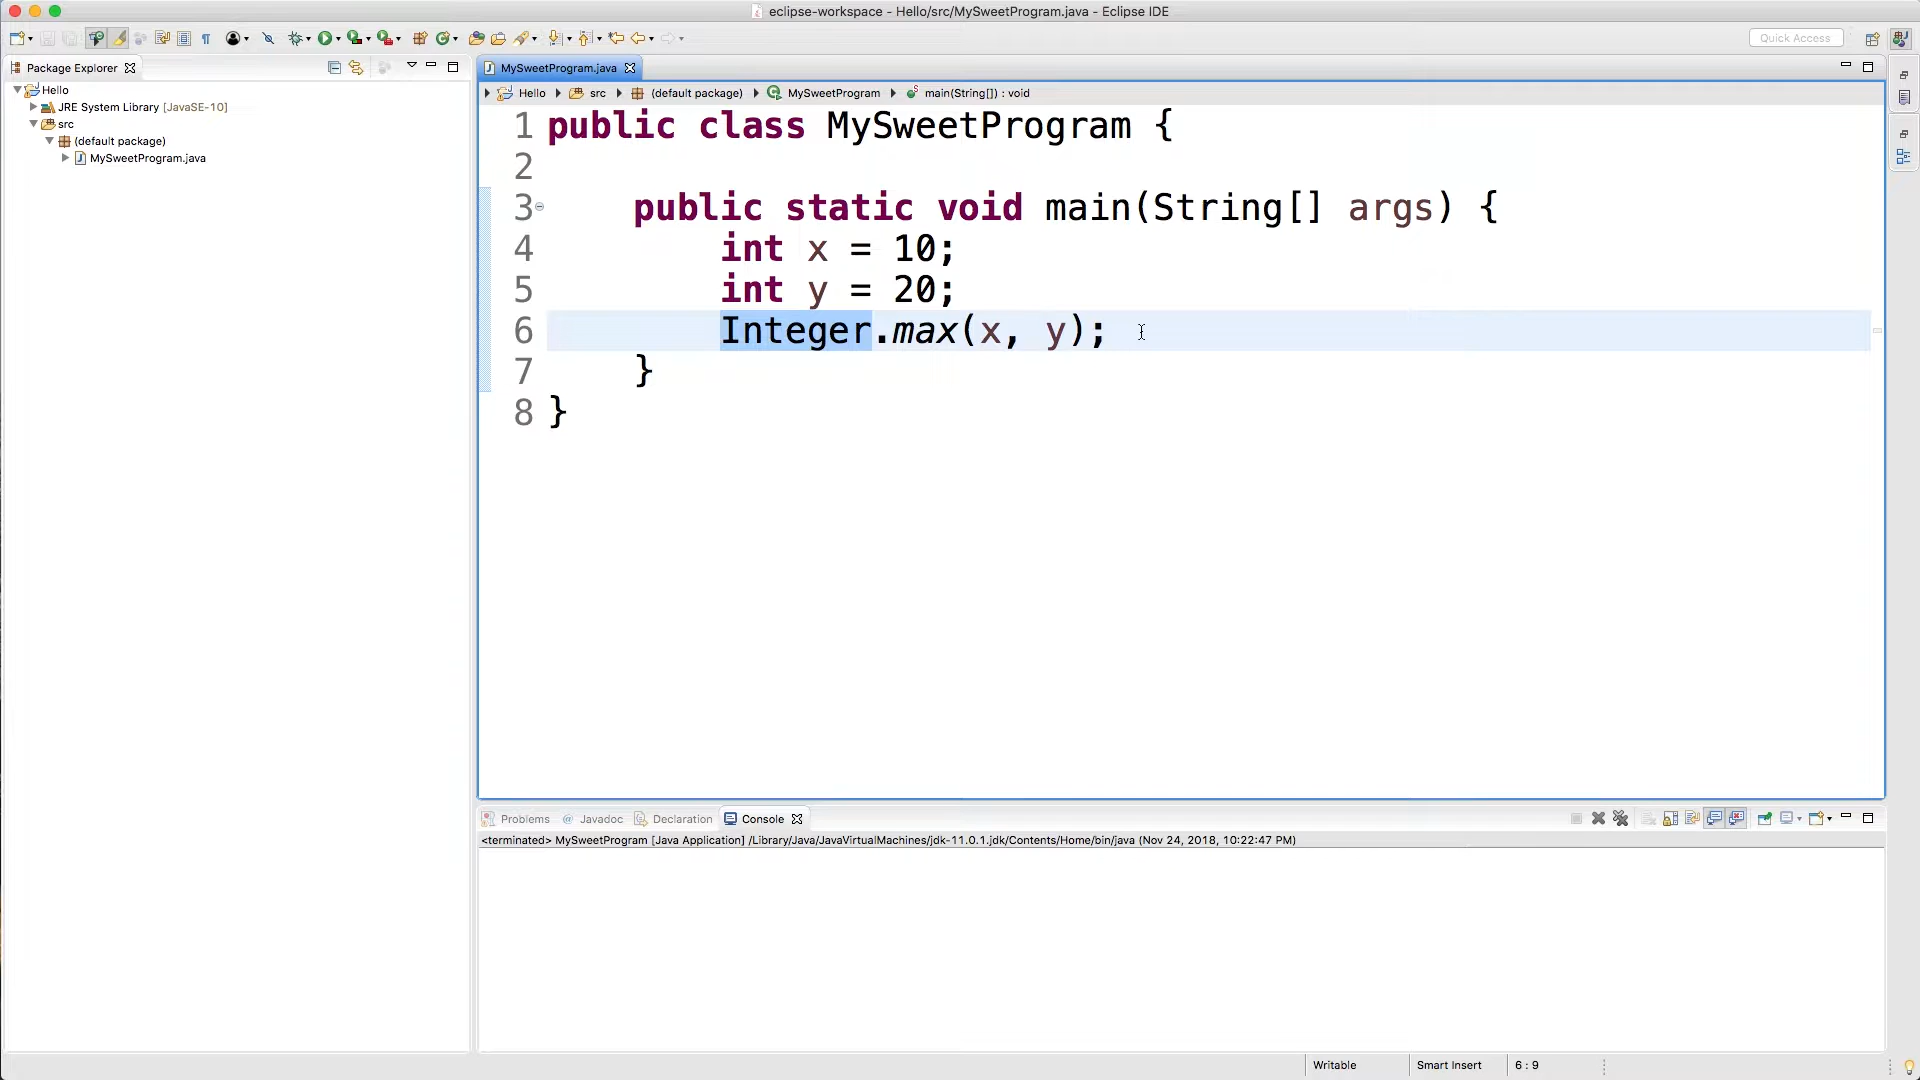 eclipse-workspace - Hello/src/MySweetProgram.java - Eclipse IDE
Quick Access
Package Explorer
Hello
JRE System Library [JavaSE-10]
src
(default package)
MySweetProgram.java
MySweetProgram.java
Hello src (default package) MySweetProgram main(String[]) : void
1 public class MySweetProgram {
2
3 public static void main(String[] args) {
4 int x = 10;
5 int y = 20;
6 Integer.max(x, y);
7 }
8 }
Problems @ Javadoc Declaration Console
<terminated> MySweetProgram [Java Application] /Library/Java/JavaVirtualMachines/jdk-11.0.1.jdk/Contents/Home/bin/java (Nov 24, 2018, 10:22:47 PM)
Writable Smart Insert 6 : 9